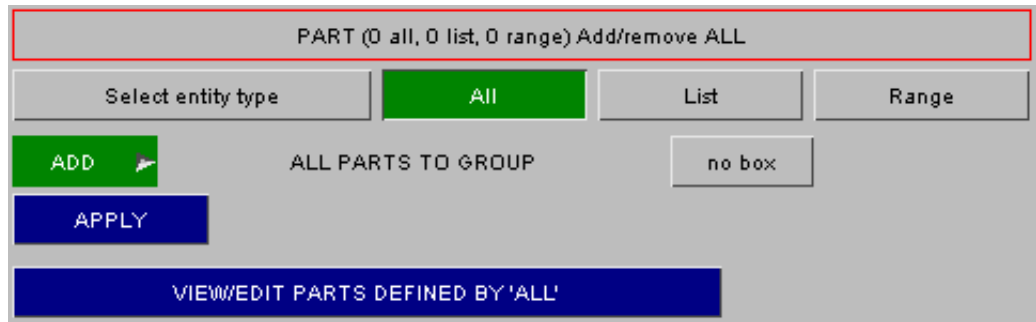 PART (0 all, 0 list, 0 range) Add/remove ALL
Select entity type All List Range
ADD ALL PARTS TO GROUP no box
APPLY
VIEW/EDIT PARTS DEFINED BY 'ALL'